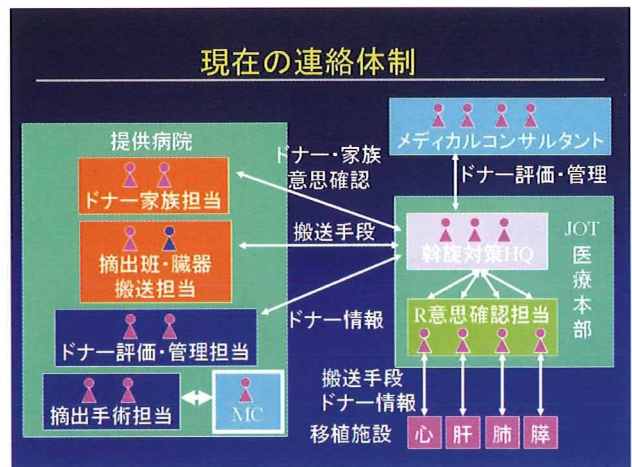 現在の連絡体制
提供病院
ドナー家族担当
摘出班・臓器
搬送担当
ドナー評価・管理担当
摘出手術担当
MC
ドナー・家族
意思確認
搬送手段
ドナー情報
メディカルコンサルタント
ドナー評価・管理
斡旋対策HQ
JOT
医療本部
R意思確認担当
搬送手段
ドナー情報
移植施設
心 肝 肺 膵